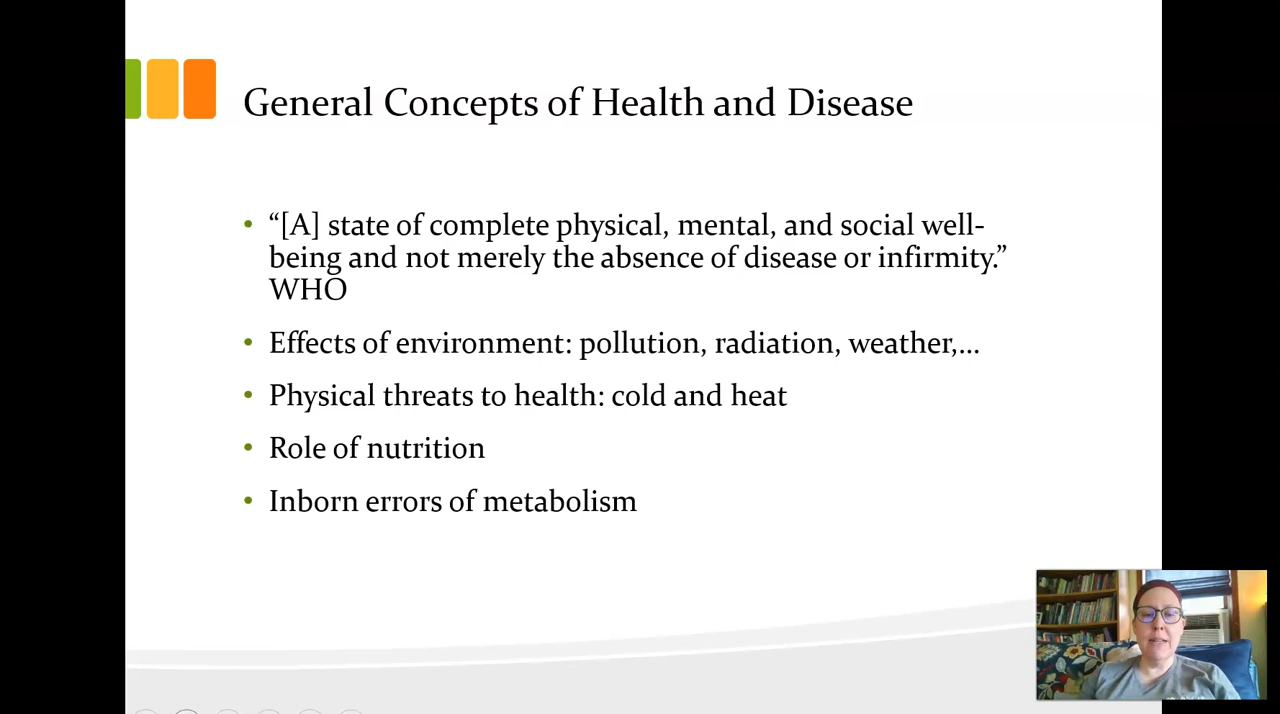 General Concepts of Health and Disease
• “[A] state of complete physical, mental, and social well-
being and not merely the absence of disease or infirmity.”
WHO
• Effects of environment: pollution, radiation, weather,...
• Physical threats to health: cold and heat
• Role of nutrition
• Inborn errors of metabolism